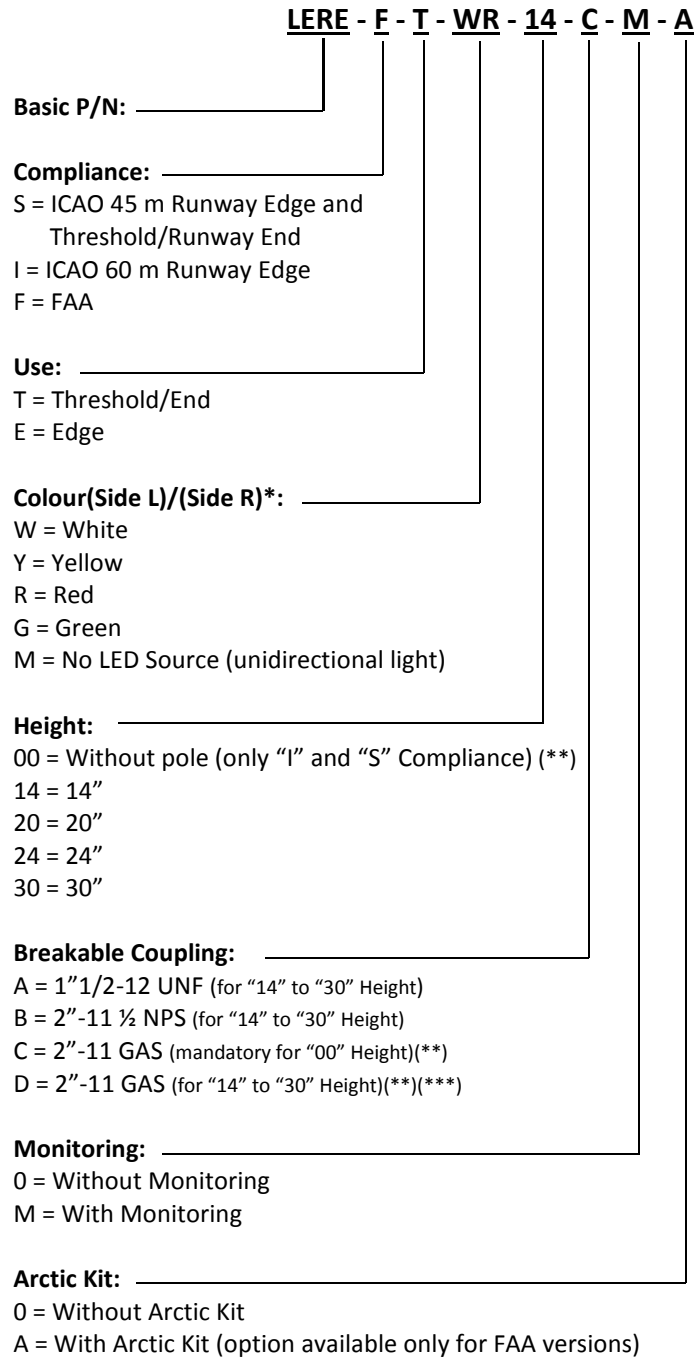 LERE - F - T - WR - 14 - C - M - A
Basic P/N:
Compliance:
S = ICAO 45 m Runway Edge and
Threshold/Runway End
I = ICAO 60 m Runway Edge
F = FAA
Use:
T = Threshold/End
E = Edge
Colour(Side L)/(Side R)*:
W = White
Y = Yellow
R = Red
G = Green
M = No LED Source (unidirectional light)
Height:
00 = Without pole (only “I” and “S” Compliance) (**)
14 = 14”
20 = 20”
24 = 24”
30 = 30”
Breakable Coupling:
A = 1”1/2-12 UNF (for “14” to “30” Height)
B = 2”-11 ½ NPS (for “14” to “30” Height)
C = 2”-11 GAS (mandatory for “00” Height)(**)
D = 2”-11 GAS (for “14” to “30” Height)(**)(***)
Monitoring:
0 = Without Monitoring
M = With Monitoring
Arctic Kit:
0 = Without Arctic Kit
A = With Arctic Kit (option available only for FAA versions)